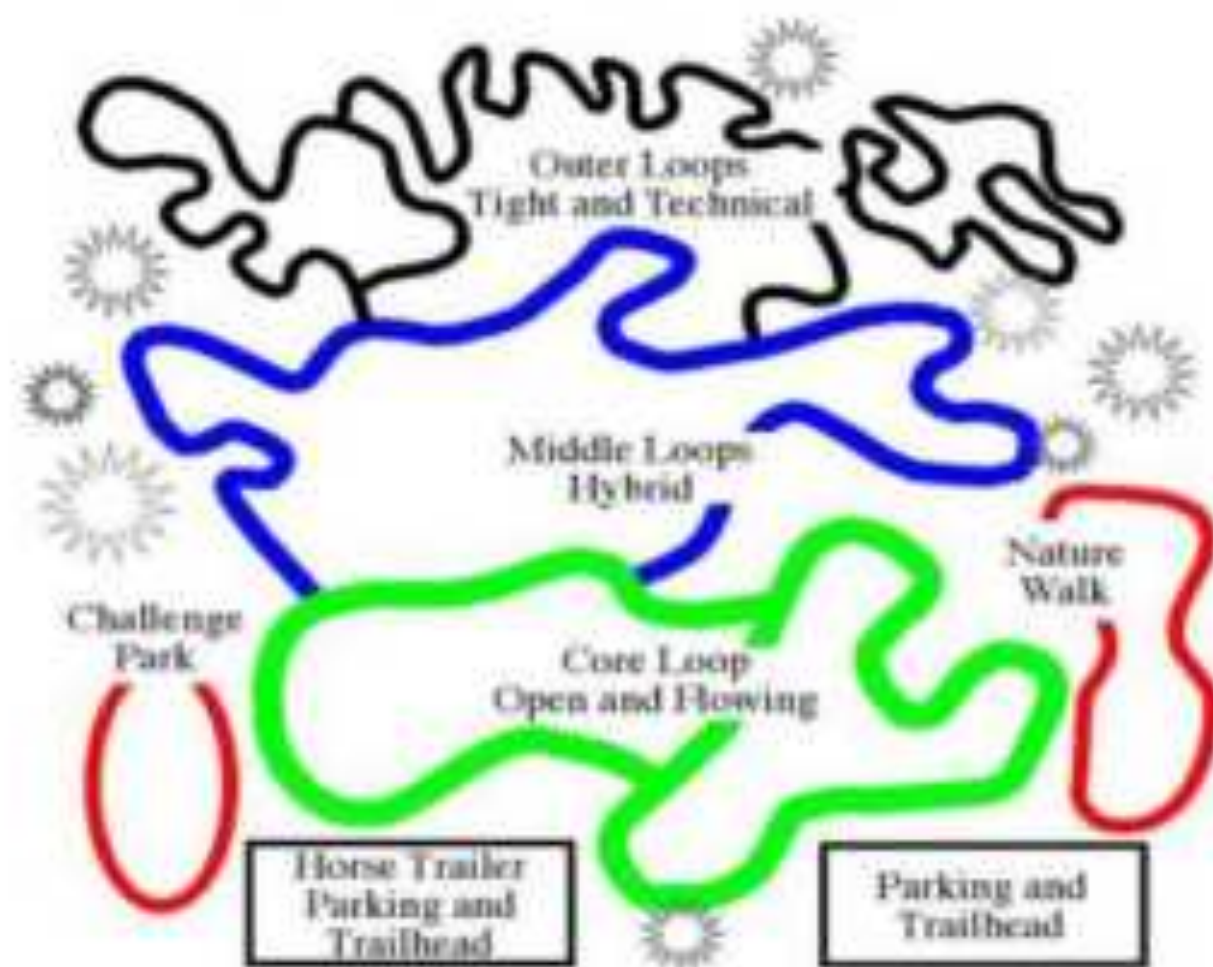 Outer Loops
Tight and Technical
Middle Loops
Hybrid
Nature
Walk
Challenge
Park
Core Loop
Open and Flowing
Horse Trailer
Parking and
Trailhead
Parking and
Trailhead